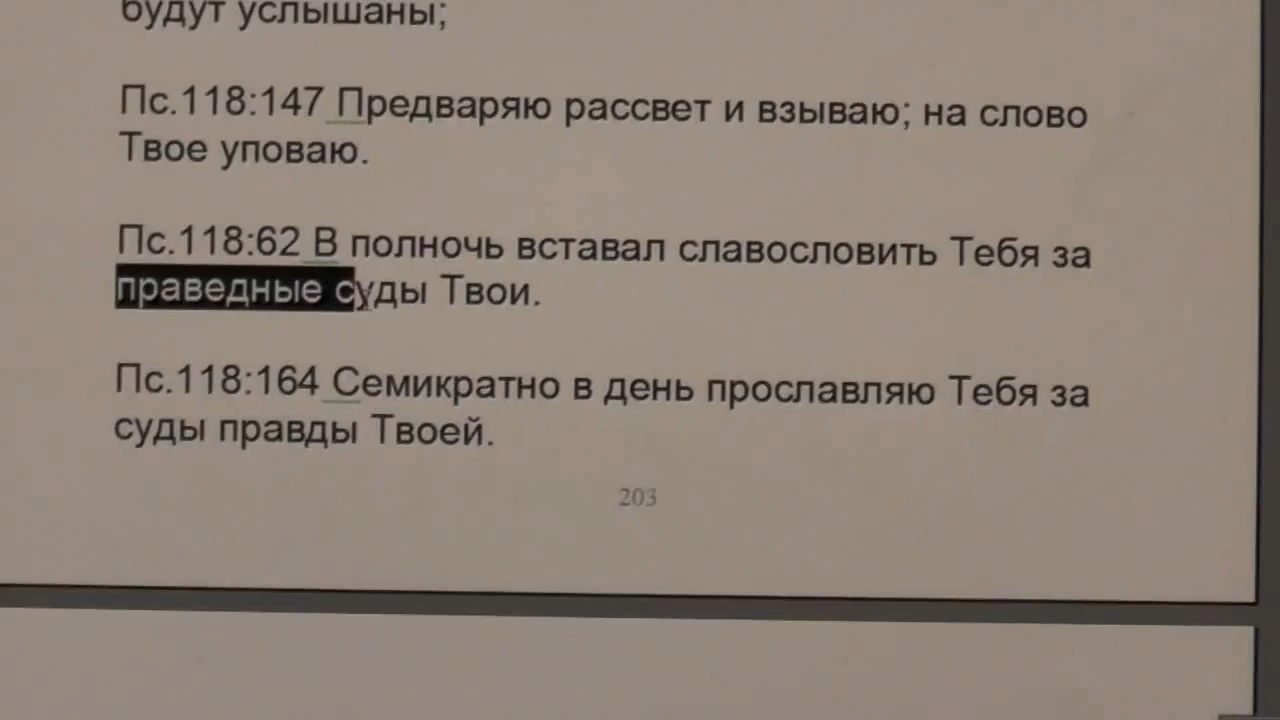 будут услышаны;
Пс.118:147 Предваряю рассвет и взываю; на слово
Твое уповаю.
Пс.118:62 В полночь вставал славословить Тебя за
праведные суды Твои.
Пс.118:164 Семикратно в день прославляю Тебя за
суды правды Твоей.
203